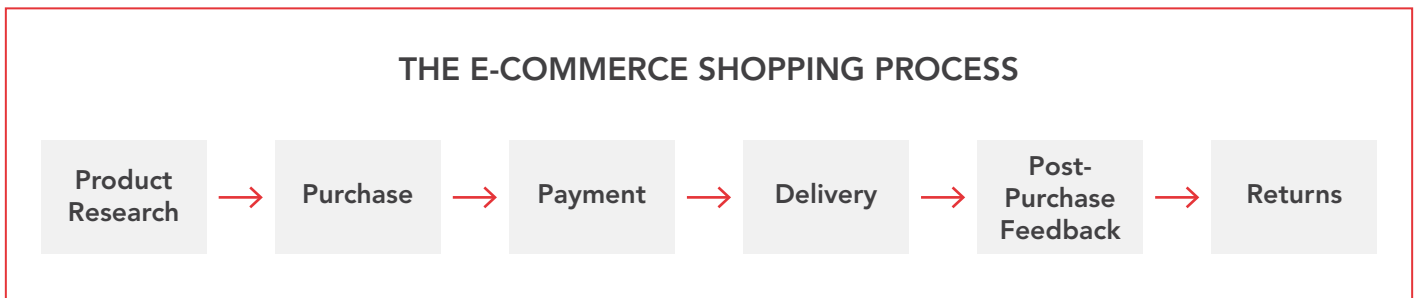 THE E-COMMERCE SHOPPING PROCESS
Product
Research
Purchase
Payment
Delivery
Post-
Purchase
Feedback
Returns